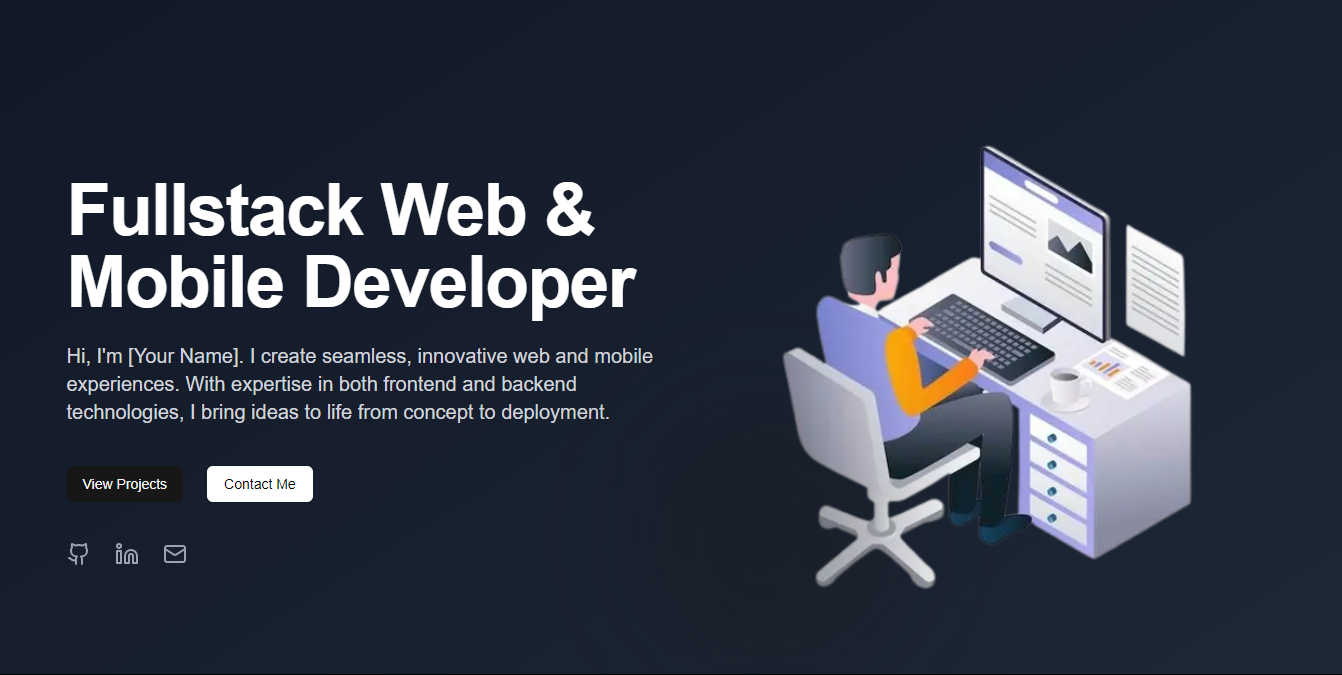 Fullstack Web &
Mobile Developer
Hi, I'm [Your Name]. I create seamless, innovative web and mobile
experiences. With expertise in both frontend and backend
technologies, I bring ideas to life from concept to deployment.
View Projects
Contact Me